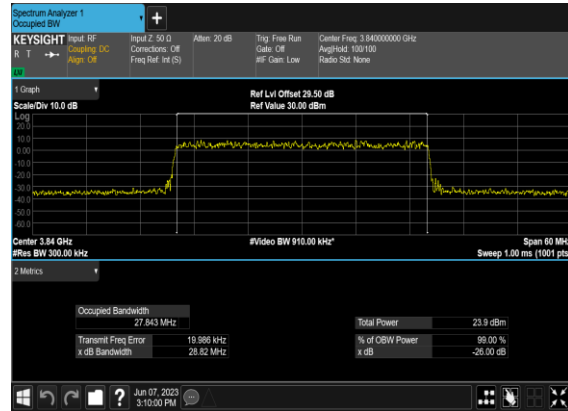 Spectrum Analyzer 1
Occupied BW
+
KEYSIGHT Input: RF Input Z: 50 Ω Atten: 20 dB Trig: Free Run Center Freq: 3.840000000 GHz
R T Coupling: DC Corrections: Off Gate: Off Avg|Hold: 100/100
Align: Off Freq Ref: Int (S) #IF Gain: Low Radio Std: None
LW
1 Graph Ref Lvl Offset 29.50 dB
Scale/Div 10.0 dB Ref Value 30.00 dBm
Log
20.0
10.0
0.00
-10.0
-20.0
-30.0
-40.0
-50.0
-60.0
Center 3.84 GHz #Video BW 910.00 kHz* Span 60 MHz
#Res BW 300.00 kHz Sweep 1.00 ms (1001 pts)
2 Metrics
Occupied Bandwidth
27.843 MHz Total Power 23.9 dBm
Transmit Freq Error 19.986 kHz % of OBW Power 99.00 %
x dB Bandwidth 28.82 MHz x dB -26.00 dB
? Jun 07, 2023
3:10:00 PM